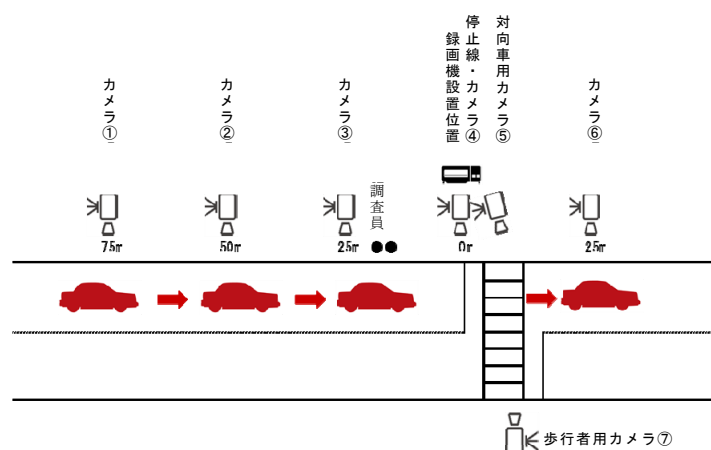 カメラ①
カメラ②
カメラ③
録画機設置位置
停止線・カメラ④
対向車用カメラ⑤
カメラ⑥
調査員
75m
50m
25m
0m
25m
歩行者用カメラ⑦